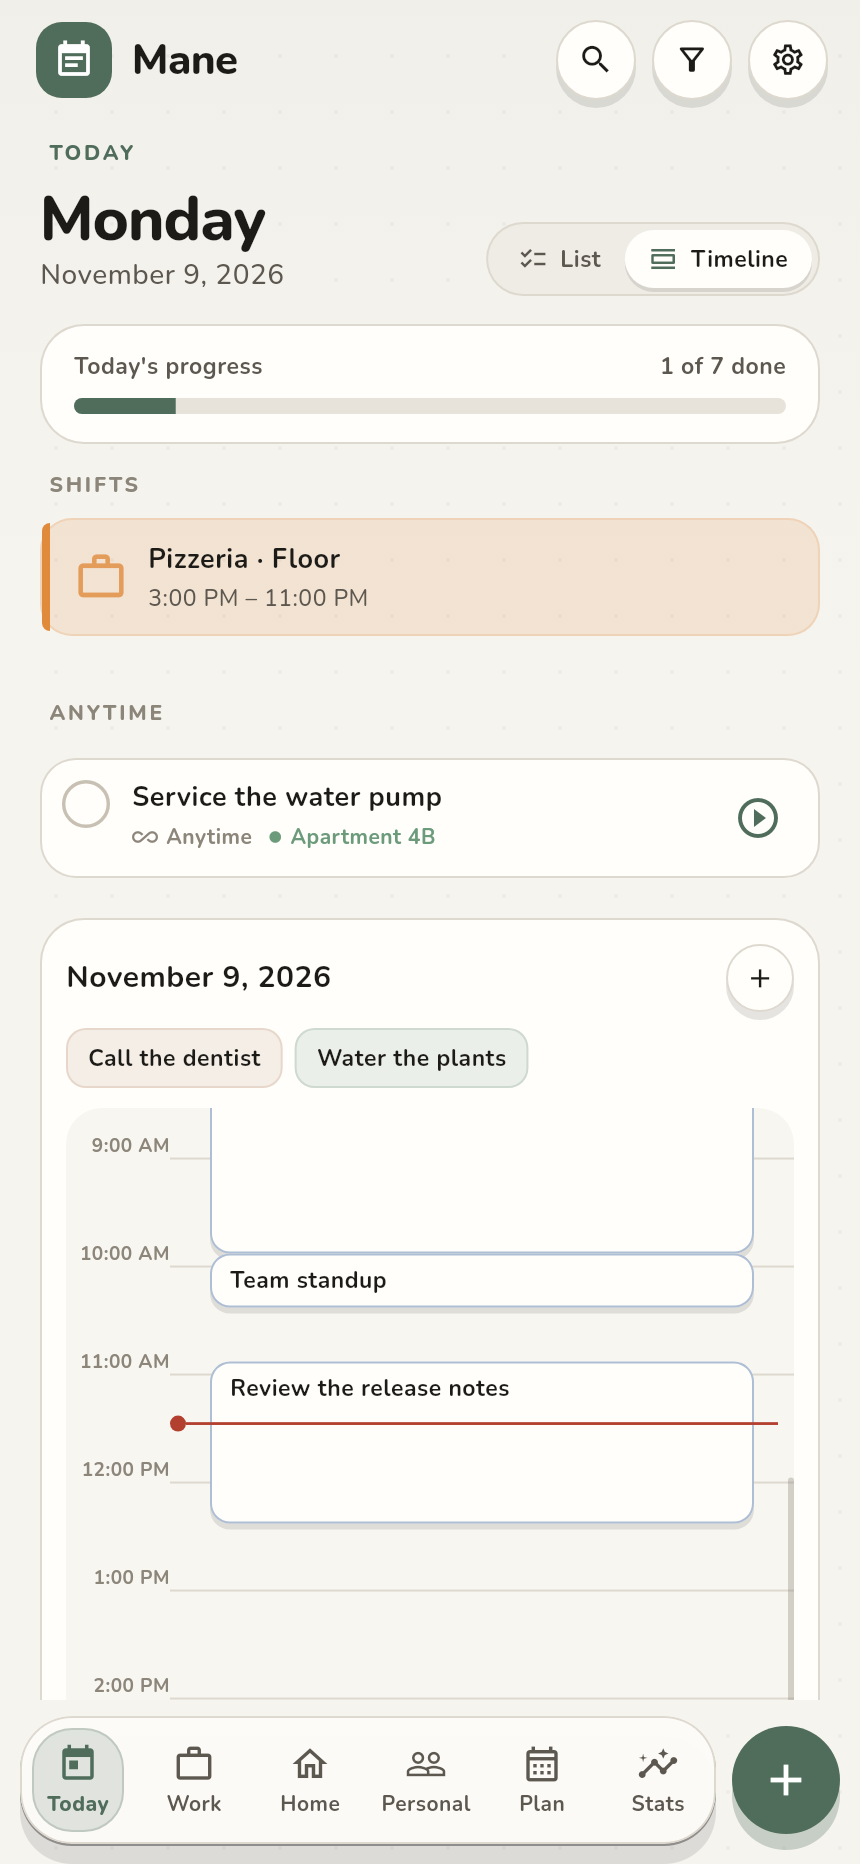 Mane
TODAY
Monday
November 9, 2026
List
Timeline
Today's progress
1 of 7 done
SHIFTS
Pizzeria · Floor
3:00 PM – 11:00 PM
ANYTIME
Service the water pump
Anytime
Apartment 4B
November 9, 2026
Call the dentist
Water the plants
9:00 AM
10:00 AM
Team standup
11:00 AM
Review the release notes
12:00 PM
1:00 PM
2:00 PM
Today
Work
Home
Personal
Plan
Stats